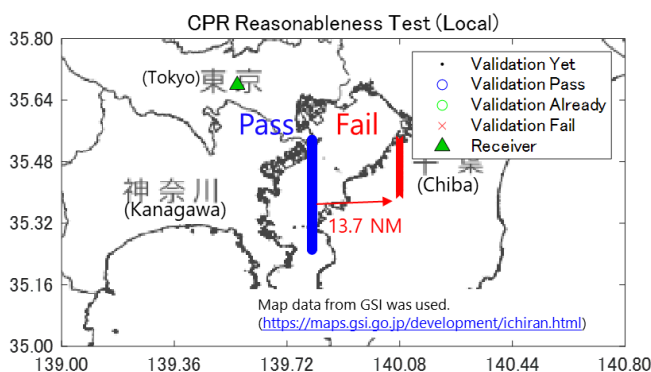 CPR Reasonableness Test (Local)
35.80
35.64
35.48
35.32
35.16
35.00
139.00
139.36
139.72
140.08
140.44
140.80
Validation Yet
Validation Pass
Validation Already
Validation Fail
Receiver
(Tokyo) 東京
Pass
Fail
千葉
(Chiba)
神奈川
(Kanagawa)
13.7 NM
Map data from GSI was used.
(https://maps.gsi.go.jp/development/ichiran.html)